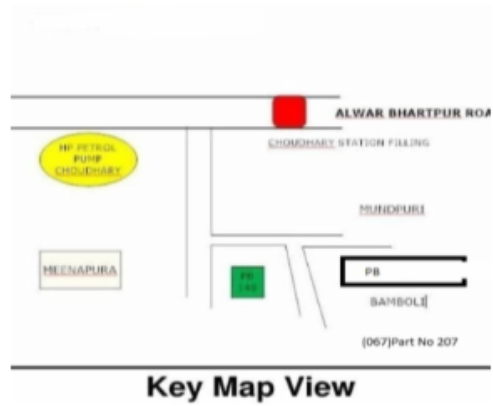 ALWAR BHARTPUR ROA
CHOUDHARY STATION FILLING
HP PETROL
PUMP
CHOUDHARY
MUNDPURI
MEENAPURA
PB
PB
BAMBOLI
(067)Part No 207
Key Map View